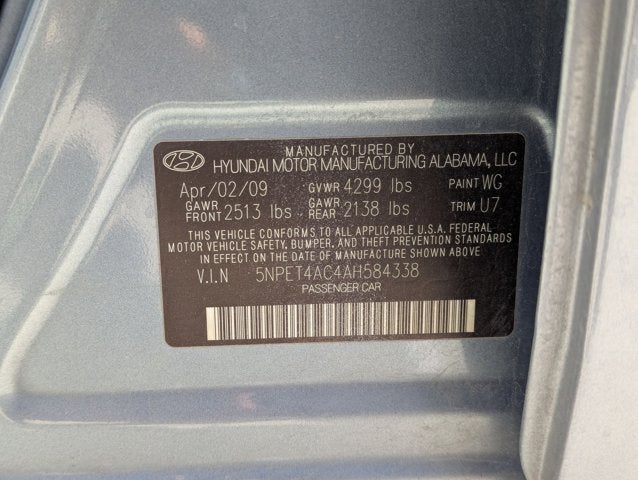 MANUFACTURED BY
HYUNDAI MOTOR MANUFACTURING ALABAMA, LLC
Apr/02/09 GVWR 4299 lbs PAINT WG
GAWR FRONT 2513 lbs GAWR REAR 2138 lbs TRIM U7
THIS VEHICLE CONFORMS TO ALL APPLICABLE U.S.A. FEDERAL
MOTOR VEHICLE SAFETY, BUMPER, AND THEFT PREVENTION STANDARDS
IN EFFECT ON THE DATE OF MANUFACTURE SHOWN ABOVE
V.I.N 5NPET4AC4AH584338
PASSENGER CAR